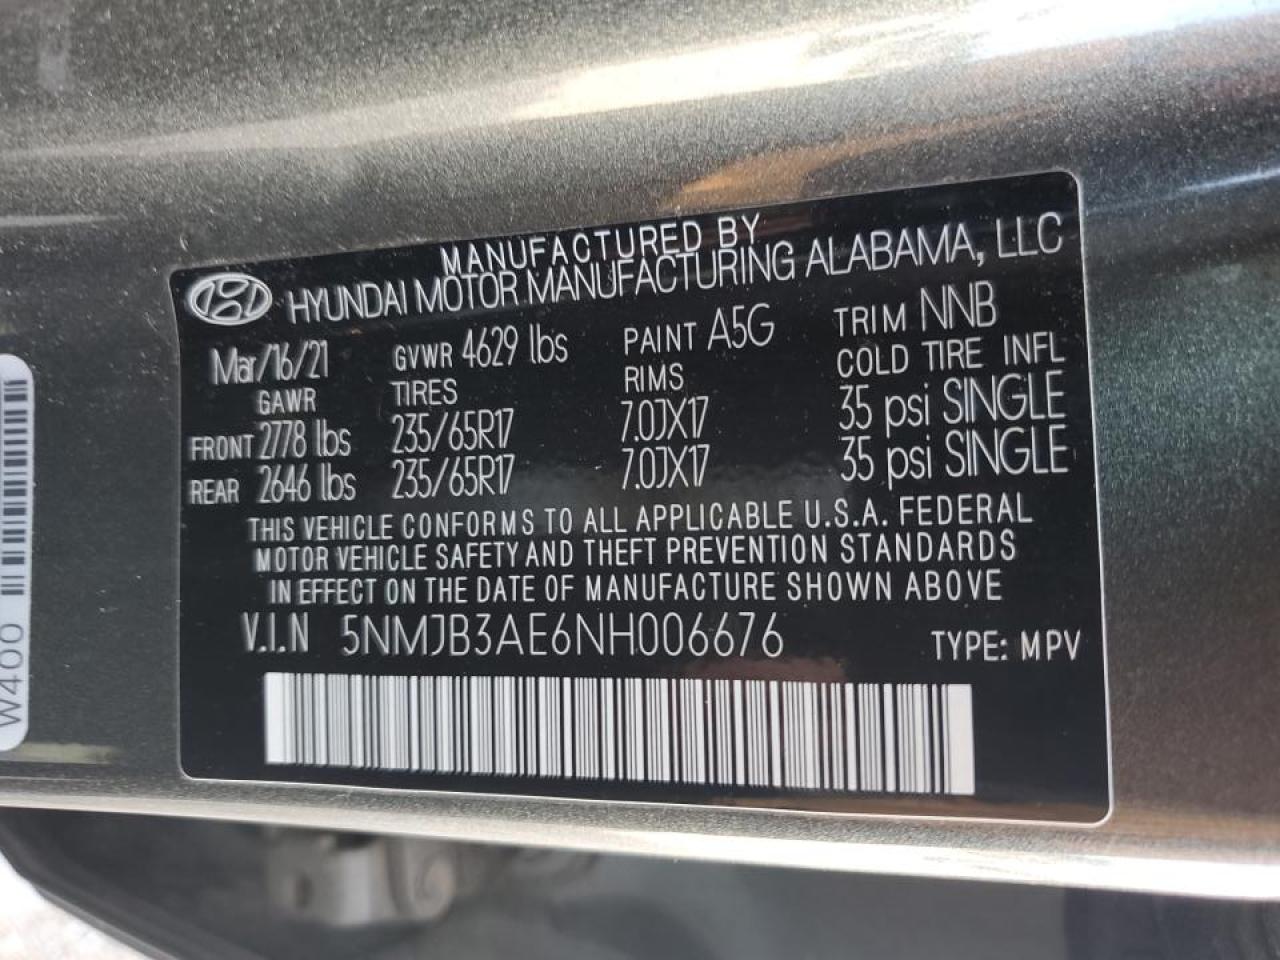 MANUFACTURED BY
HYUNDAI MOTOR MANUFACTURING ALABAMA, LLC
Mar/16/21 GVWR 4629 lbs PAINT A5G TRIM NNB
GAWR TIRES RIMS COLD TIRE INFL
FRONT 2778 lbs 235/65R17 7.0JX17 35 psi SINGLE
REAR 2646 lbs 235/65R17 7.0JX17 35 psi SINGLE
THIS VEHICLE CONFORMS TO ALL APPLICABLE U.S.A. FEDERAL
MOTOR VEHICLE SAFETY AND THEFT PREVENTION STANDARDS
IN EFFECT ON THE DATE OF MANUFACTURE SHOWN ABOVE
V.I.N 5NMJB3AE6NH006676 TYPE: MPV
W400